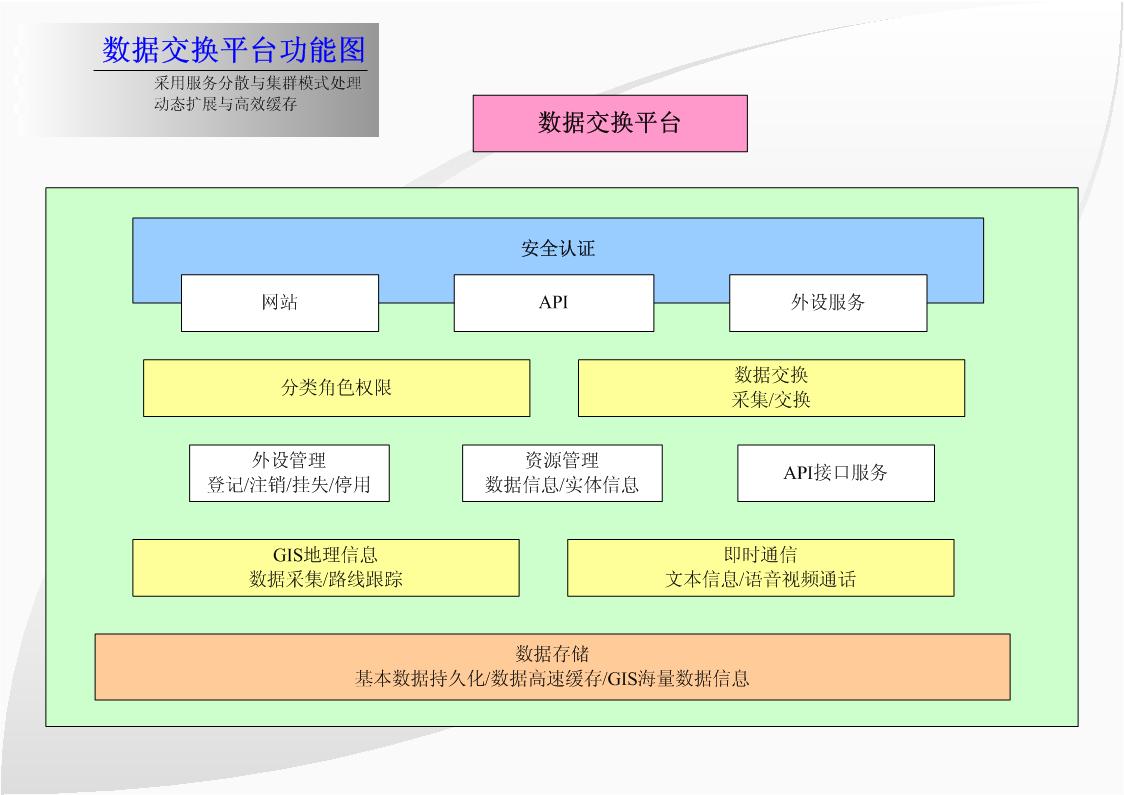 数据交换平台功能图
采用服务分散与集群模式处理
动态扩展与高效缓存
数据交换平台
安全认证
网站
API
外设服务
分类角色权限
数据交换
采集/交换
外设管理
登记/注销/挂失/停用
资源管理
数据信息/实体信息
API接口服务
GIS地理信息
数据采集/路线跟踪
即时通信
文本信息/语音视频通话
数据存储
基本数据持久化/数据高速缓存/GIS海量数据信息